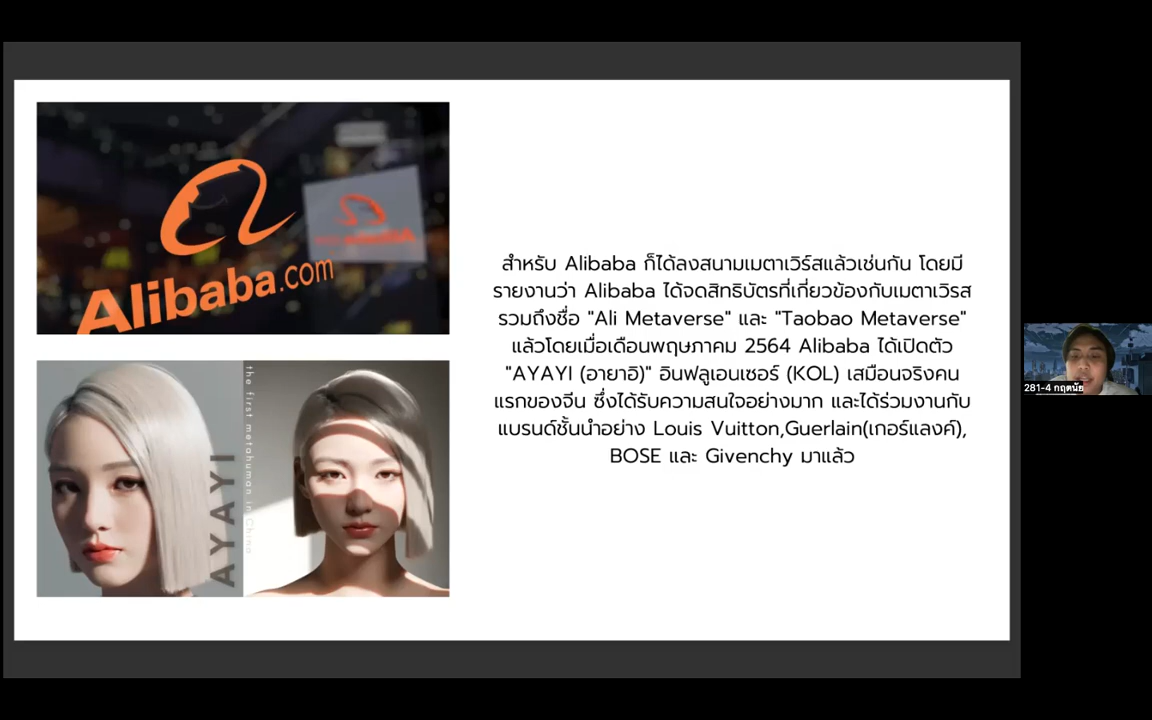 Alibaba.com
สำหรับ Alibaba ก็ได้ลงสนามเมตาเวิร์สแล้วเช่นกัน โดยมี
รายงานว่า Alibaba ได้จดสิทธิบัตรที่เกี่ยวข้องกับเมตาเวิรส
รวมถึงชื่อ "Ali Metaverse" และ "Taobao Metaverse"
แล้วโดยเมื่อเดือนพฤษภาคม 2564 Alibaba ได้เปิดตัว
"AYAYI (อายาอิ)" อินฟลูเอนเซอร์ (KOL) เสมือนจริงคน
แรกของจีน ซึ่งได้รับความสนใจอย่างมาก และได้ร่วมงานกับ
แบรนด์ชั้นนำอย่าง Louis Vuitton,Guerlain(เกอร์แลงค์),
BOSE และ Givenchy มาแล้ว
AYAYI
the first metahuman in China
281-4 กฤตนัย